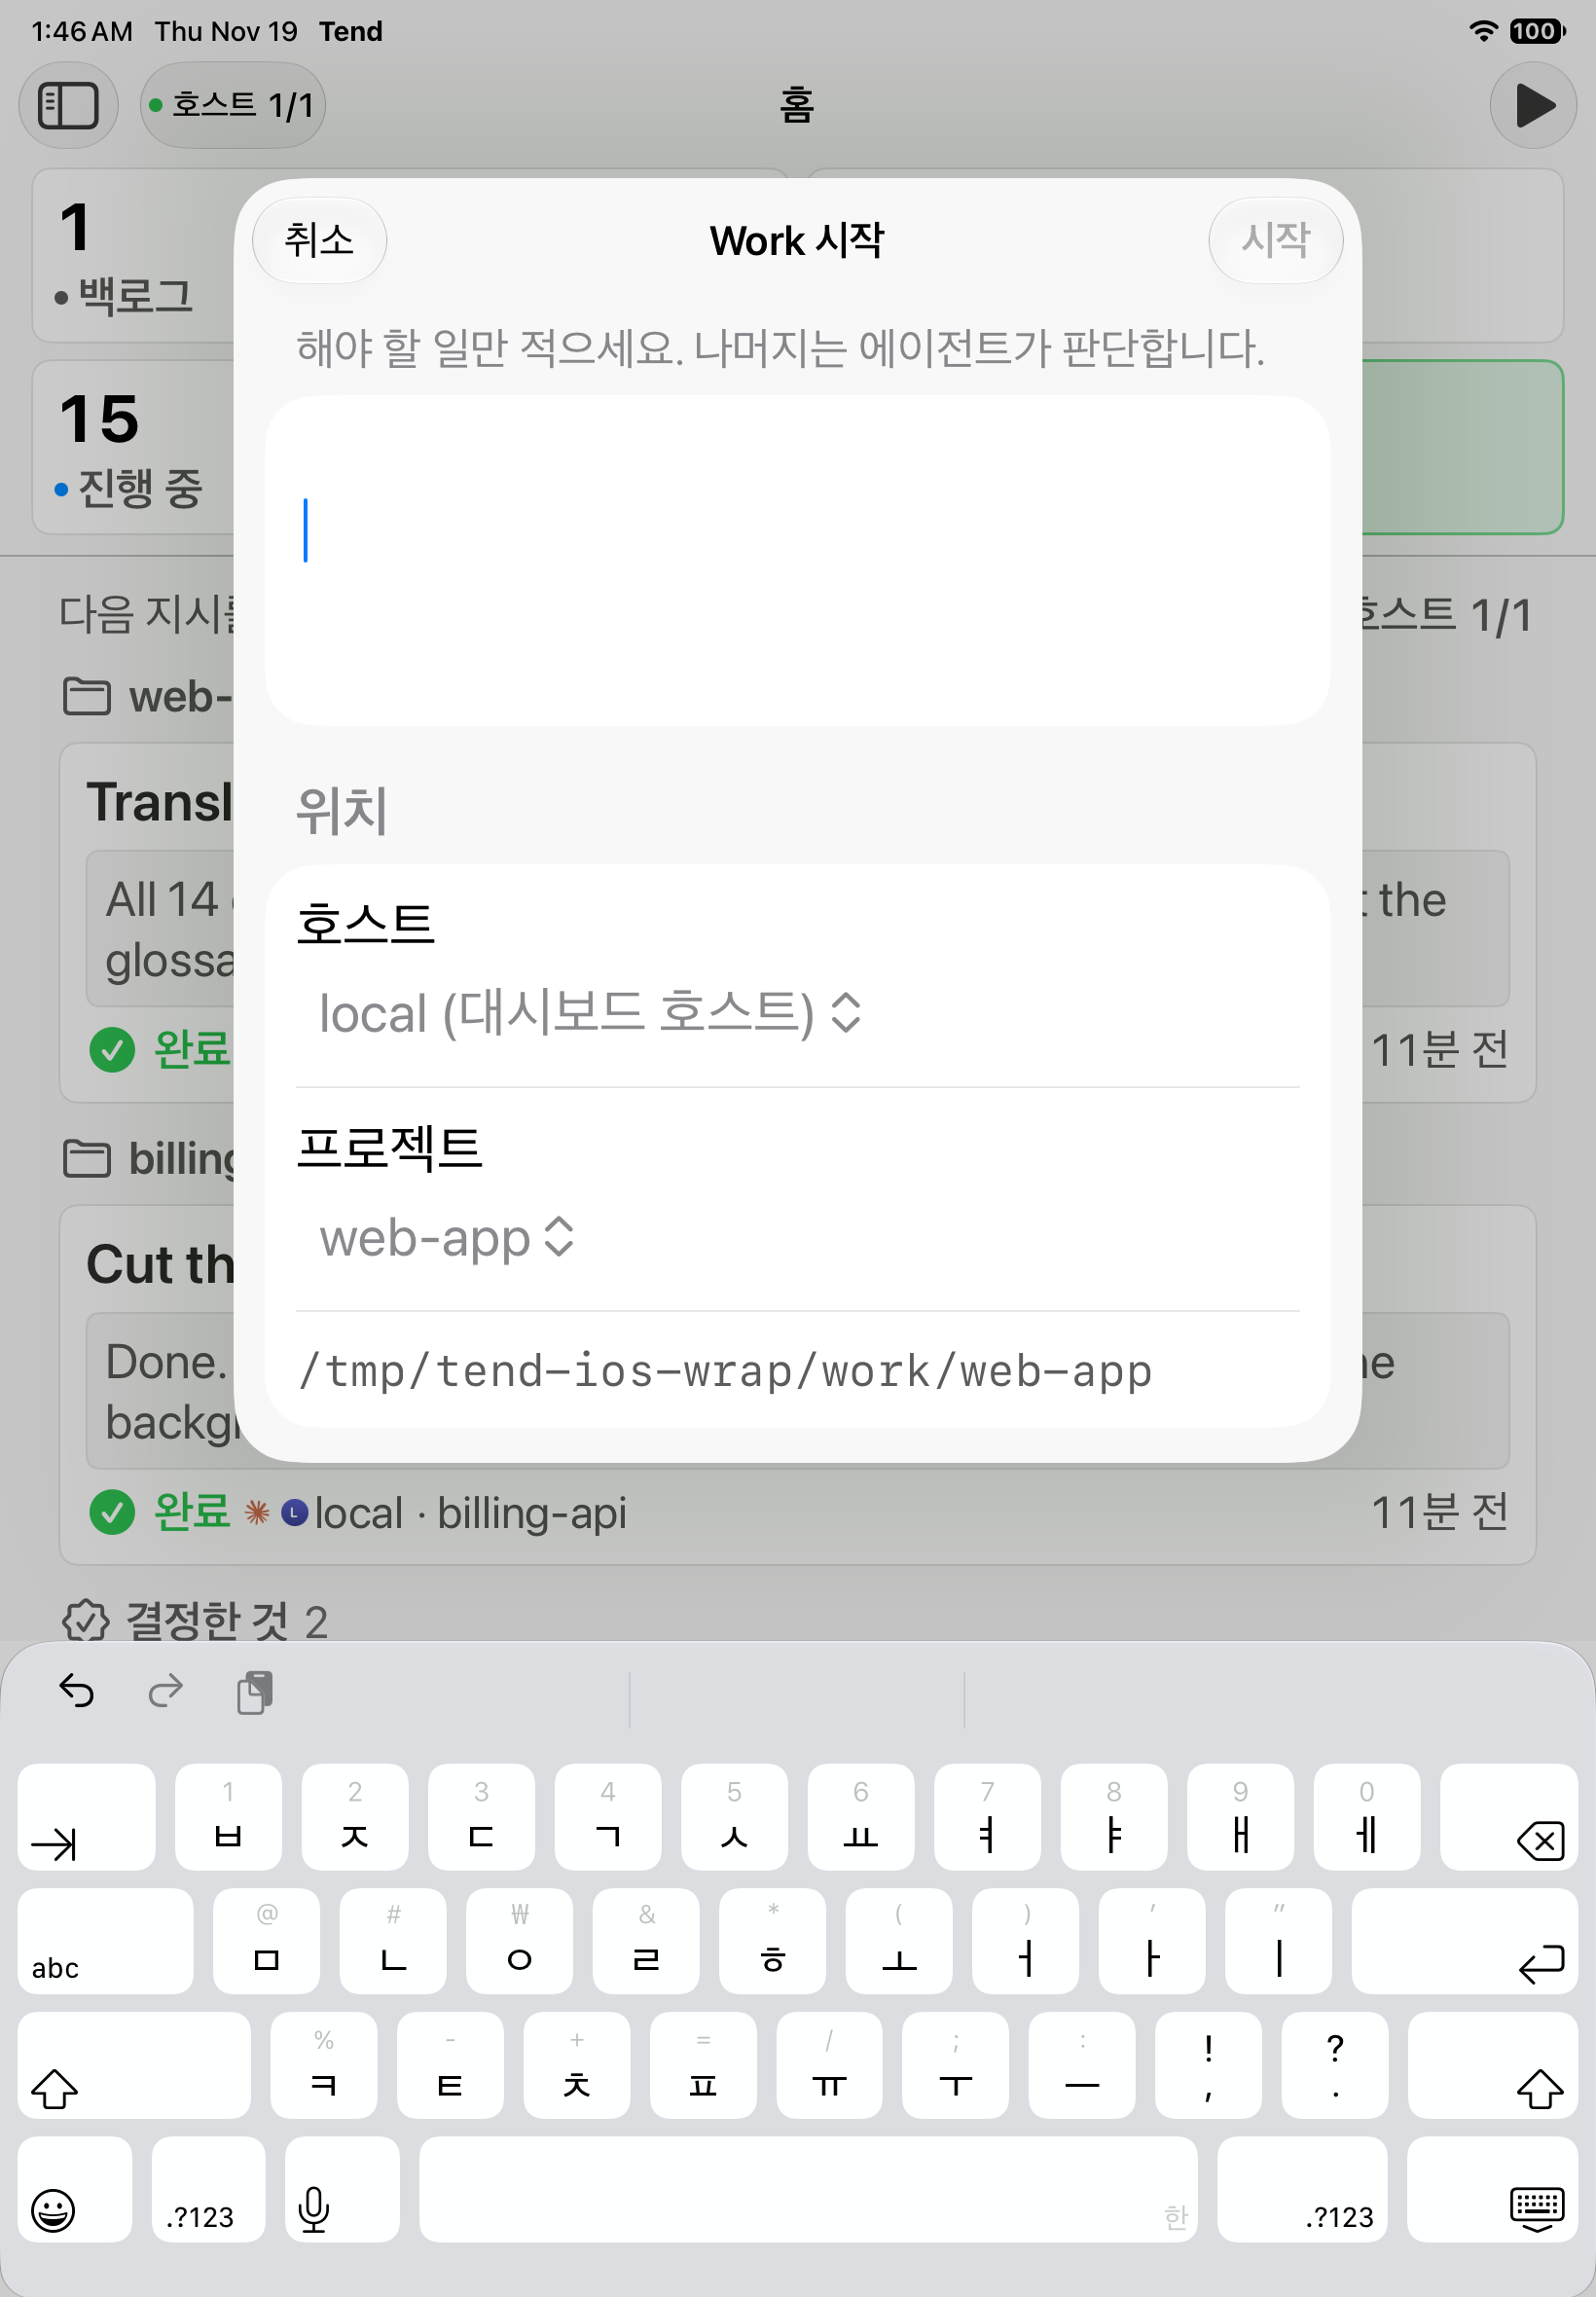 1:46 AM Thu Nov 19 Tend
100
호스트 1/1
홈
1
백로그
15
진행 중
취소
Work 시작
시작
해야 할 일만 적으세요. 나머지는 에이전트가 판단합니다.
위치
호스트
local (대시보드 호스트)
프로젝트
web-app
/tmp/tend-ios-wrap/work/web-app
다음 지시
호스트 1/1
web-
Transl
All 14
the
glossa
완료
11분 전
billing
Cut th
Done.
backg
완료 L local · billing-api
11분 전
결정한 것 2
1 2 3 4 5 6 7 8 9 0
ㅂ ㅈ ㄷ ㄱ ㅅ ㅛ ㅕ ㅑ ㅐ ㅔ
@ # ₩ & * ( ) ' "
abc ㅁ ㄴ ㅇ ㄹ ㅎ ㅗ ㅓ ㅏ ㅣ
% - + = / ; : ! ?
ㅋ ㅌ ㅊ ㅍ ㅠ ㅜ ㅡ , .
.?123 한 .?123